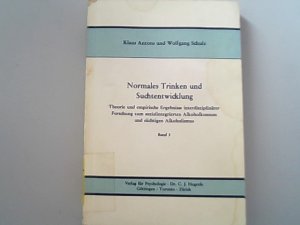 Klaus Antons und Wolfgang Schulz
Normales Trinken und
Suchtentwicklung
Theorie und empirische Ergebnisse interdisziplinärer
Forschung zum sozialintegrierten Alkoholkonsum
und süchtigen Alkoholismus
Band 1
Verlag für Psychologie · Dr. C. J. Hogrefe
Göttingen · Toronto · Zürich